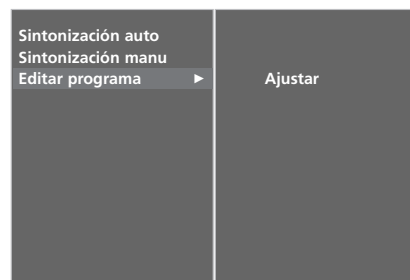 Sintonización auto
Sintonización manu
Editar programa ►
Ajustar